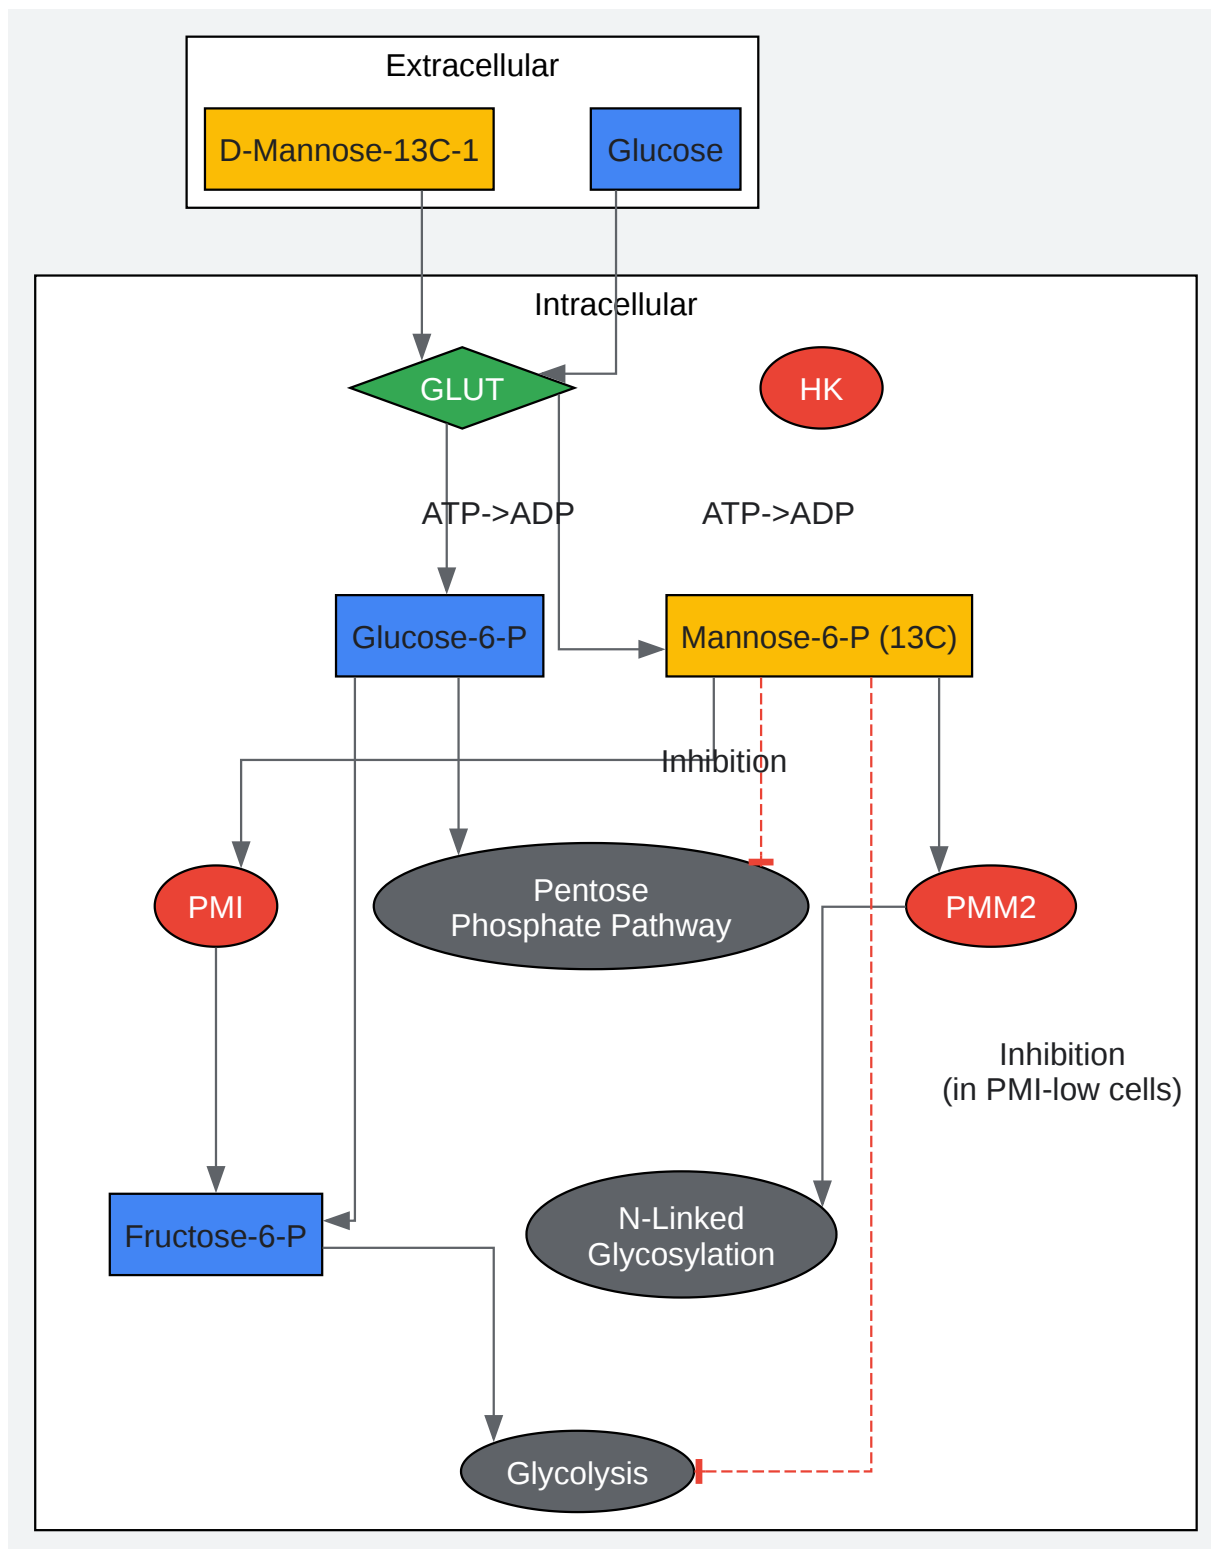 Extracellular
D-Mannose-13C-1
Glucose
Intracellular
GLUT
HK
ATP->ADP
ATP->ADP
Glucose-6-P
Mannose-6-P (13C)
Inhibition
PMI
Pentose
Phosphate Pathway
PMM2
Inhibition
(in PMI-low cells)
Fructose-6-P
N-Linked
Glycosylation
Glycolysis